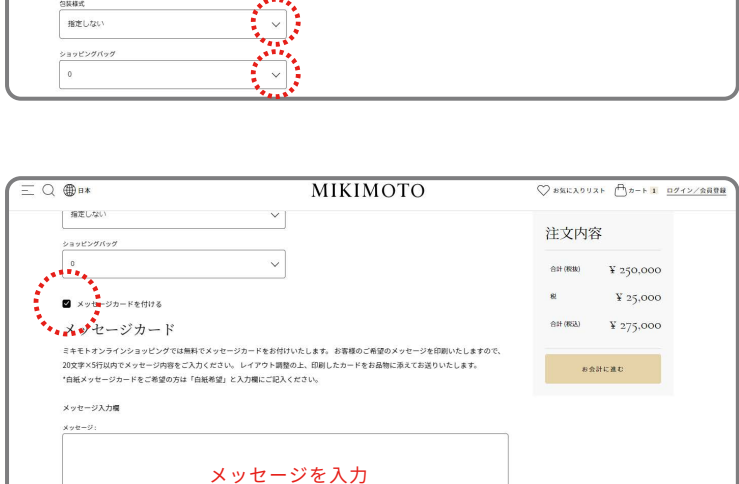 包装様式
指定しない
ショッピングバッグ
0
日本
MIKIMOTO
お気に入りリスト カート 1 ログイン／会員登録
指定しない
ショッピングバッグ
0
メッセージカードを付ける
メッセージカード
ミキモトオンラインショッピングでは無料でメッセージカードをお付けいたします。 お客様のご希望のメッセージを印刷いたしますので、
20文字×5行以内でメッセージ内容をご入力ください。 レイアウト調整の上、印刷したカードをお品物に添えてお送りいたします。
*白紙メッセージカードをご希望の方は「白紙希望」と入力欄にご記入ください。
メッセージ入力欄
メッセージ:
メッセージを入力
注文内容
合計 (税抜) ¥ 250,000
税 ¥ 25,000
合計 (税込) ¥ 275,000
お会計に進む